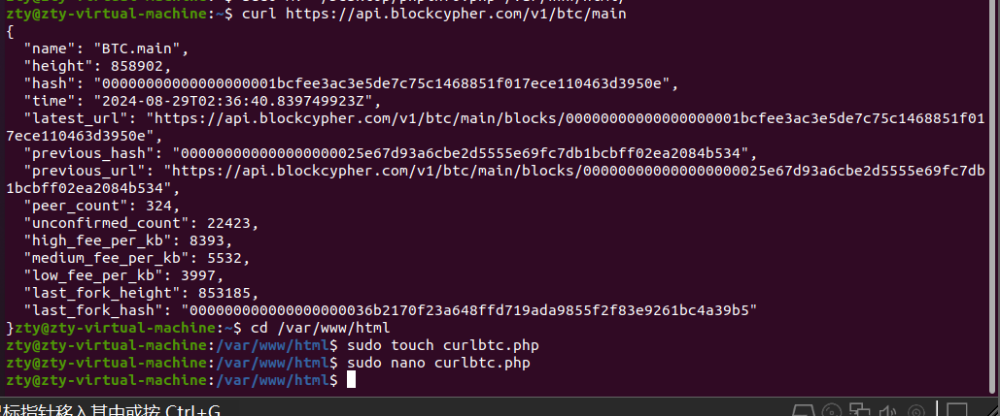 zty@zty-virtual-machine:~$ curl https://api.blockcypher.com/v1/btc/main
{
  "name": "BTC.main",
  "height": 858902,
  "hash": "00000000000000000001bcfee3ac3e5de7c75c1468851f017ece110463d3950e",
  "time": "2024-08-29T02:36:40.839749923Z",
  "latest_url": "https://api.blockcypher.com/v1/btc/main/blocks/00000000000000000001bcfee3ac3e5de7c75c1468851f01
7ece110463d3950e",
  "previous_hash": "000000000000000000025e67d93a6cbe2d5555e69fc7db1bcbff02ea2084b534",
  "previous_url": "https://api.blockcypher.com/v1/btc/main/blocks/000000000000000000025e67d93a6cbe2d5555e69fc7db
1bcbff02ea2084b534",
  "peer_count": 324,
  "unconfirmed_count": 22423,
  "high_fee_per_kb": 8393,
  "medium_fee_per_kb": 5532,
  "low_fee_per_kb": 3997,
  "last_fork_height": 853185,
  "last_fork_hash": "000000000000000000036b2170f23a648ffd719ada9855f2f83e9261bc4a39b5"
}zty@zty-virtual-machine:~$ cd /var/www/html
zty@zty-virtual-machine:/var/www/html$ sudo touch curlbtc.php
zty@zty-virtual-machine:/var/www/html$ sudo nano curlbtc.php
zty@zty-virtual-machine:/var/www/html$
标指针移入其中或按 Ctrl+G